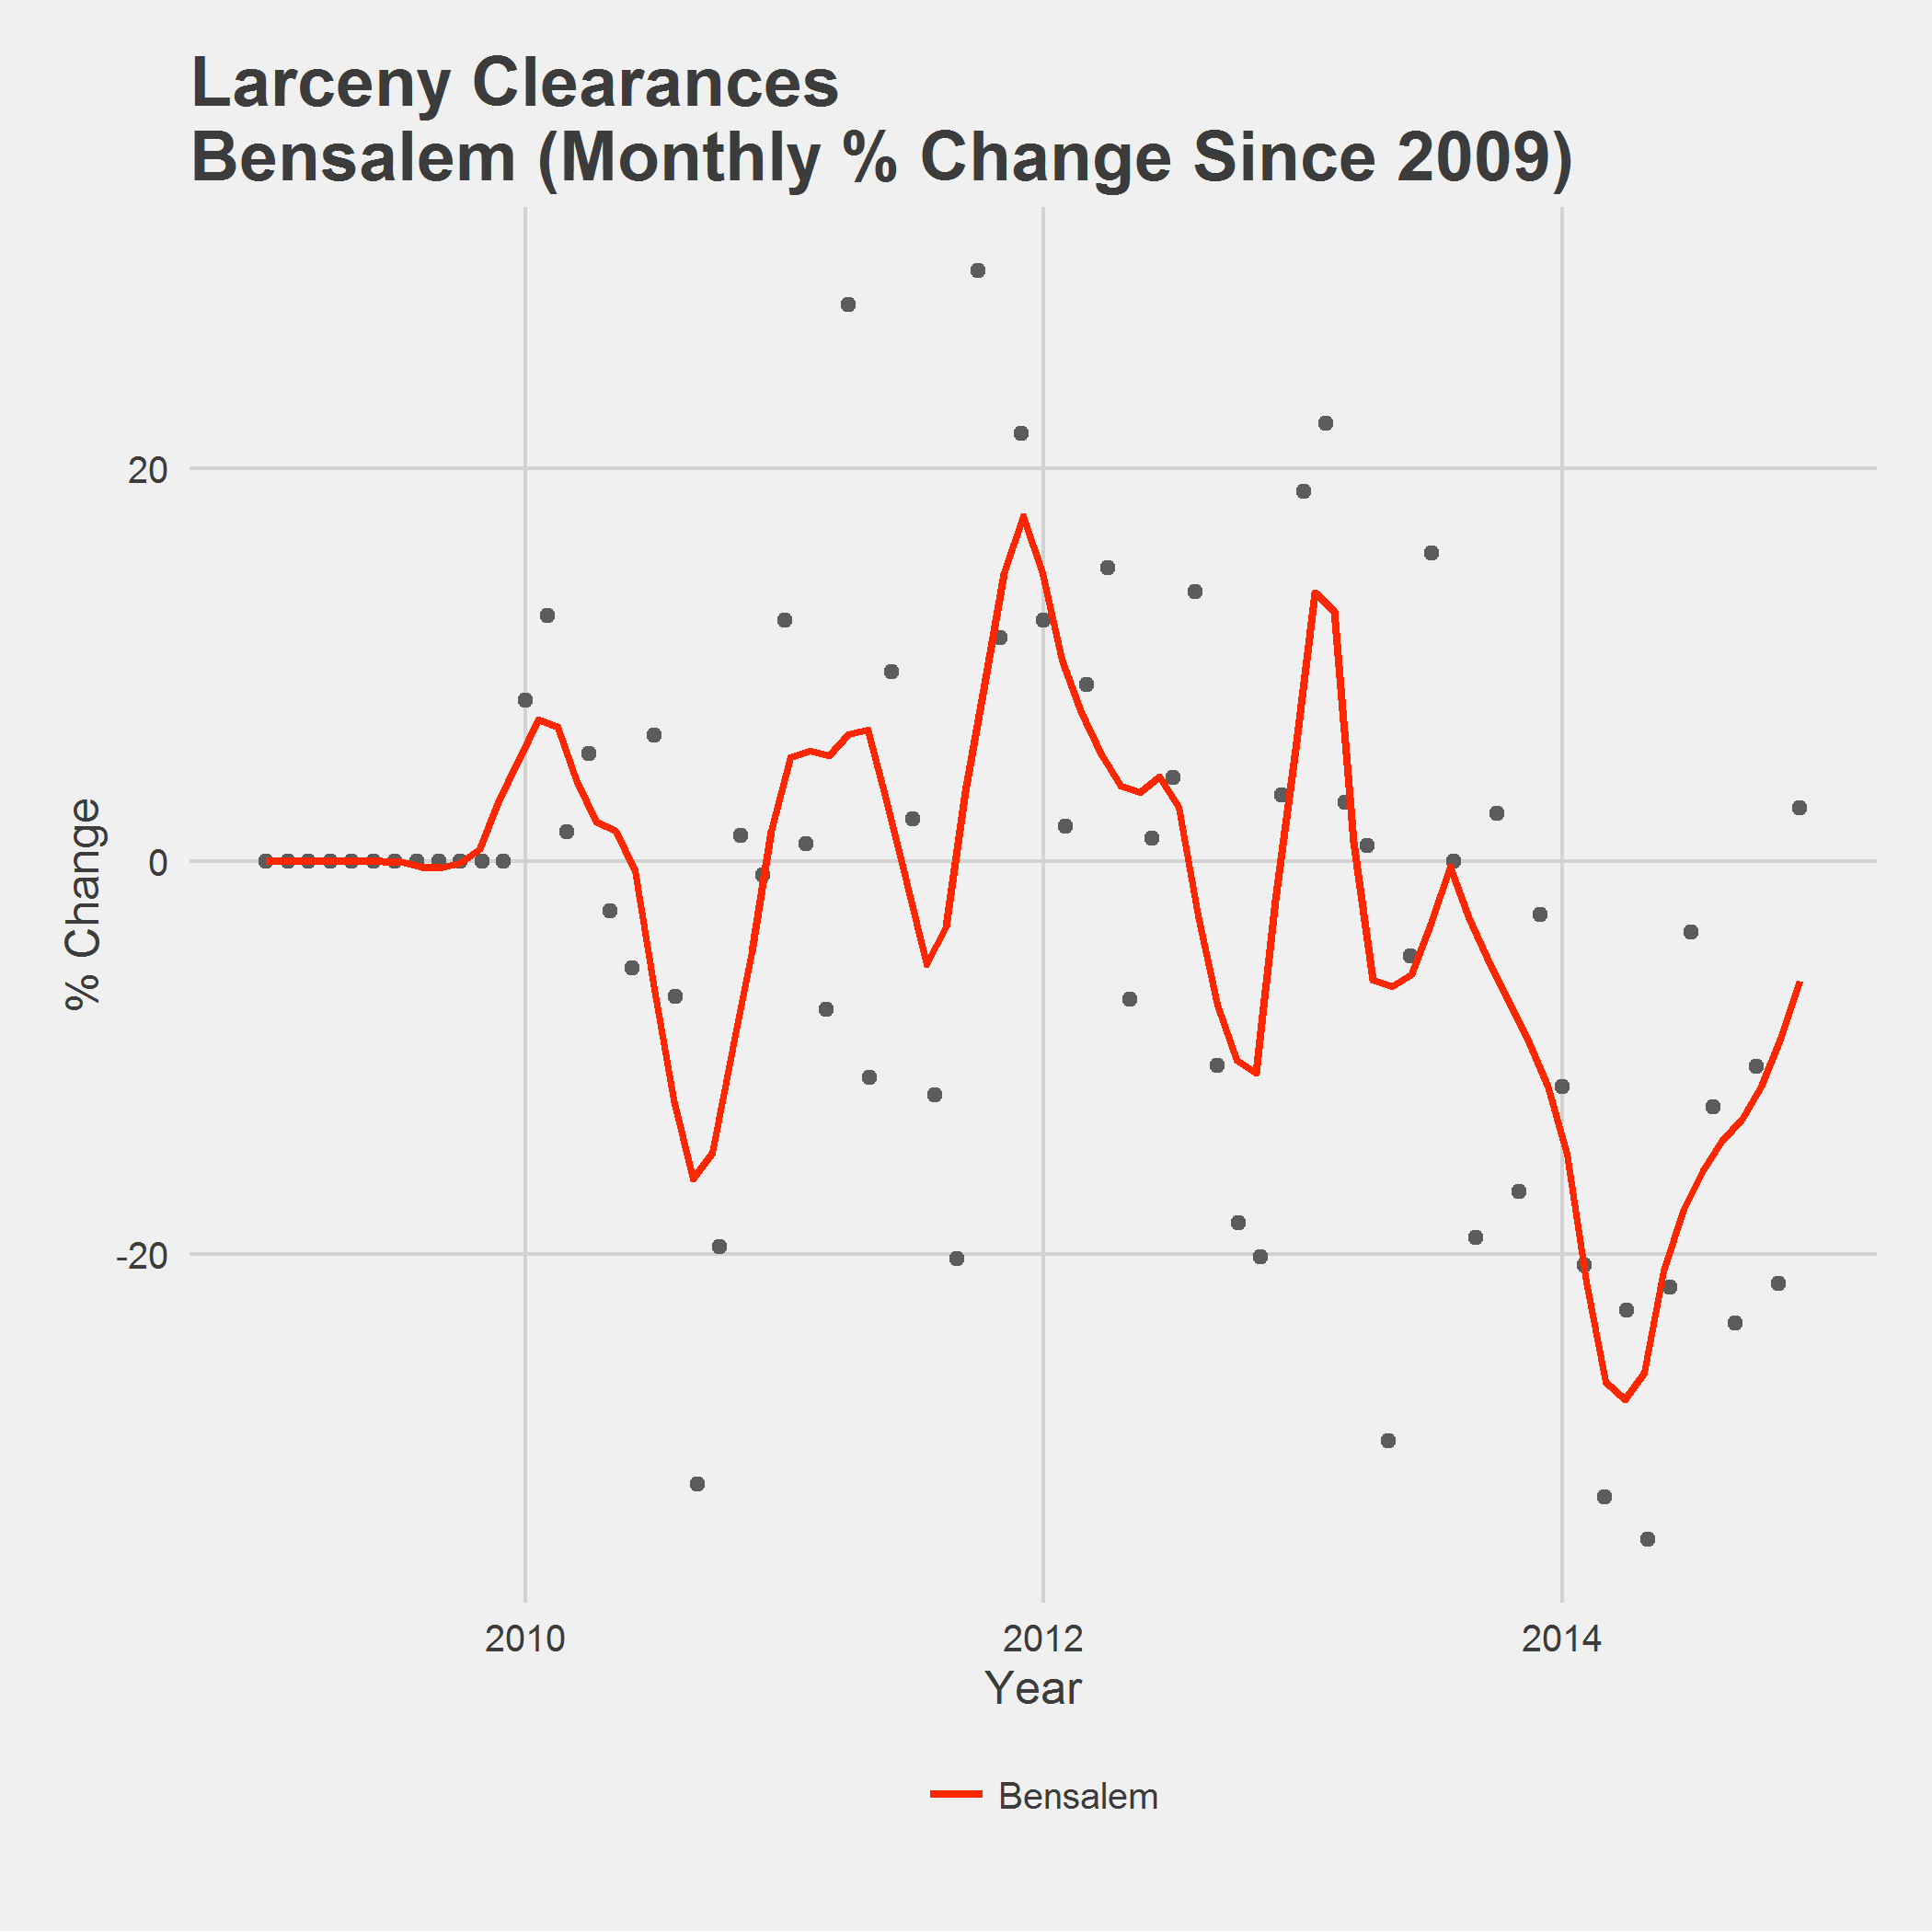 Larceny Clearances
Bensalem (Monthly % Change Since 2009)
% Change
20
0
-20
2010
2012
2014
Year
Bensalem